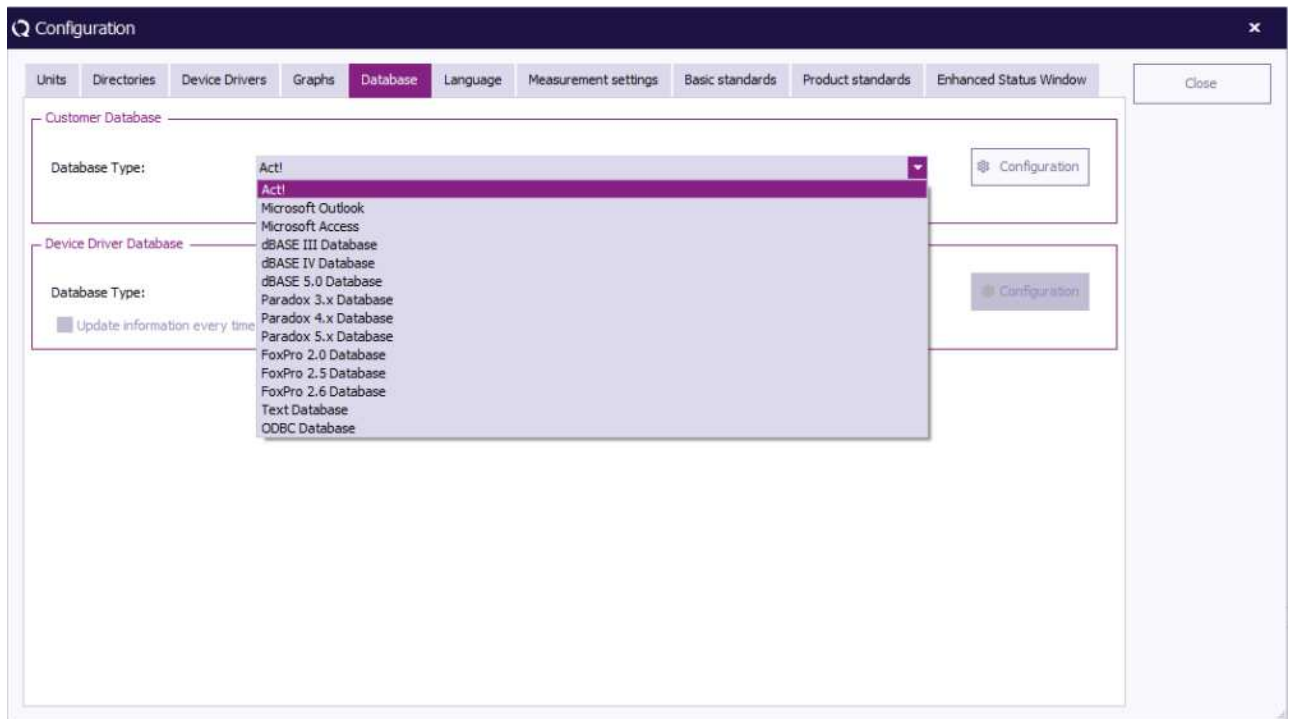 Configuration
Units Directories Device Drivers Graphs Database Language Measurement settings Basic standards Product standards Enhanced Status Window Close
Customer Database
Database Type: Act! Configuration
Act!
Microsoft Outlook
Microsoft Access
dBASE III Database
dBASE IV Database
dBASE 5.0 Database
Paradox 3.x Database
Paradox 4.x Database
Paradox 5.x Database
FoxPro 2.0 Database
FoxPro 2.5 Database
FoxPro 2.6 Database
Text Database
ODBC Database
Device Driver Database
Database Type: Configuration
Update information every time